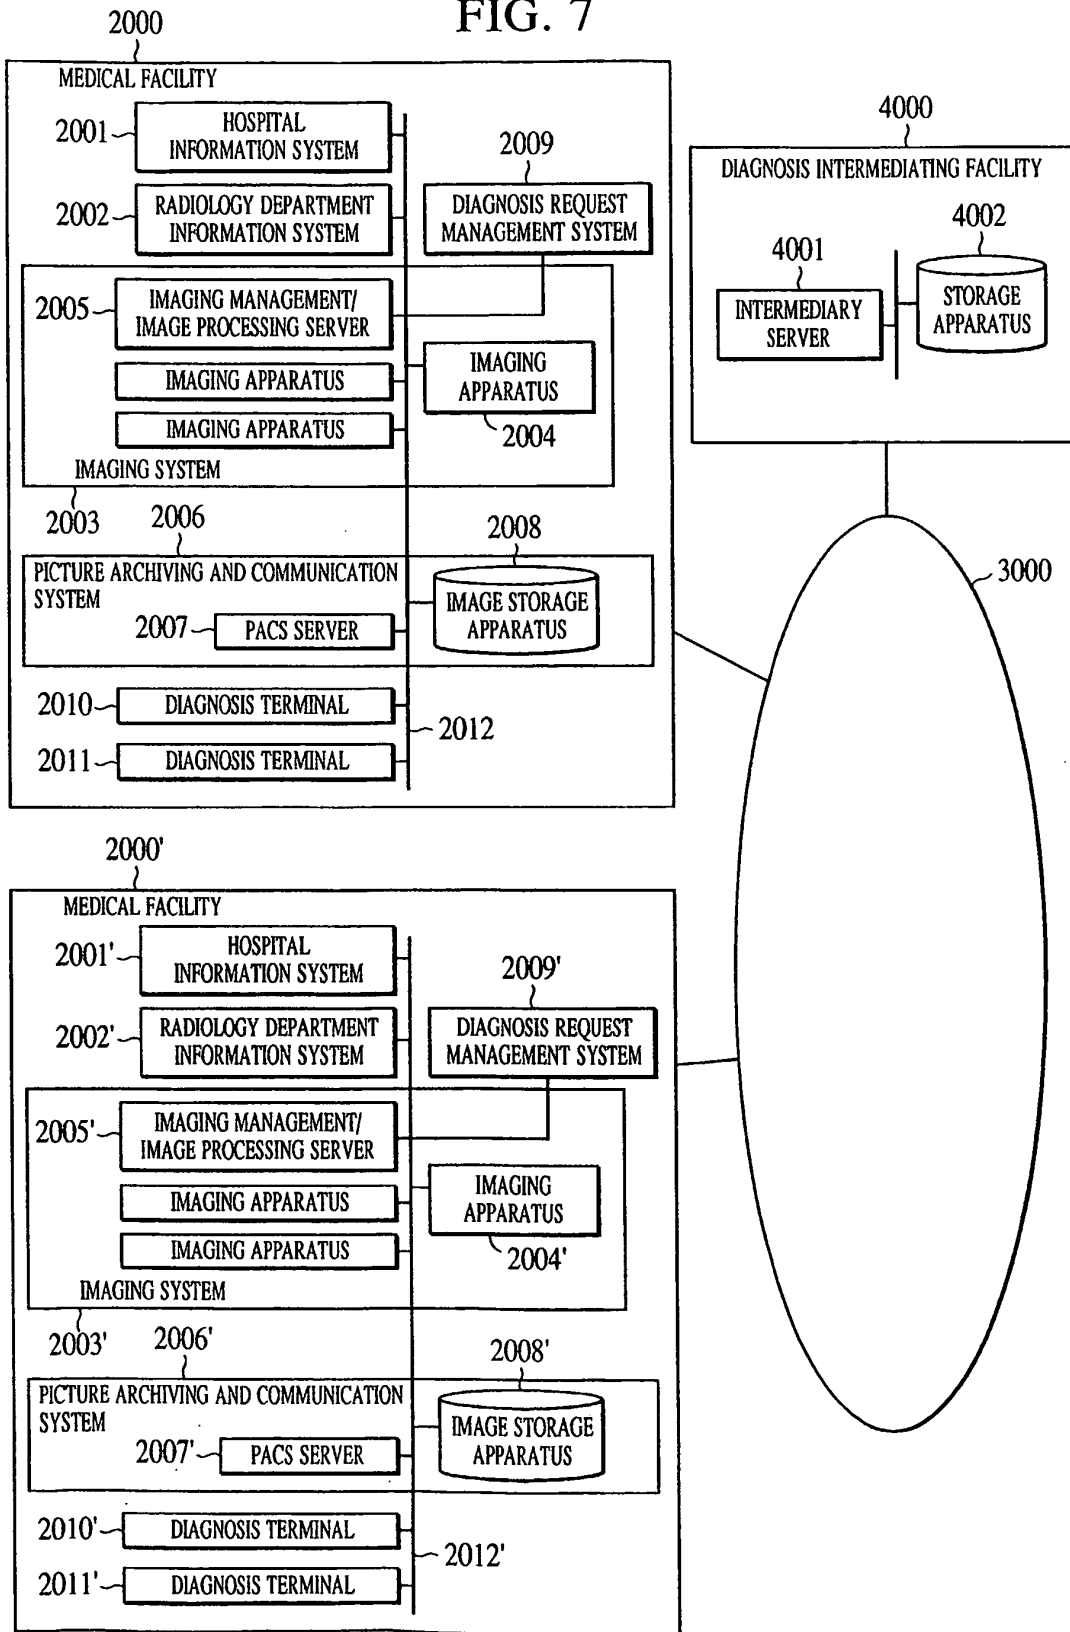 FIG. 7
2000
MEDICAL FACILITY
2001
HOSPITAL
INFORMATION SYSTEM
2002
RADIOLOGY DEPARTMENT
INFORMATION SYSTEM
2009
DIAGNOSIS REQUEST
MANAGEMENT SYSTEM
2005
IMAGING MANAGEMENT/
IMAGE PROCESSING SERVER
IMAGING APPARATUS
IMAGING APPARATUS
IMAGING
APPARATUS
2004
IMAGING SYSTEM
2003
2006
2008
PICTURE ARCHIVING AND COMMUNICATION
SYSTEM
2007
PACS SERVER
IMAGE STORAGE
APPARATUS
2010
DIAGNOSIS TERMINAL
2011
DIAGNOSIS TERMINAL
2012
4000
DIAGNOSIS INTERMEDIATING FACILITY
4001
INTERMEDIARY
SERVER
4002
STORAGE
APPARATUS
3000
2000'
MEDICAL FACILITY
2001'
HOSPITAL
INFORMATION SYSTEM
2002'
RADIOLOGY DEPARTMENT
INFORMATION SYSTEM
2009'
DIAGNOSIS REQUEST
MANAGEMENT SYSTEM
2005'
IMAGING MANAGEMENT/
IMAGE PROCESSING SERVER
IMAGING APPARATUS
IMAGING APPARATUS
IMAGING
APPARATUS
2004'
IMAGING SYSTEM
2003'
2006'
2008'
PICTURE ARCHIVING AND COMMUNICATION
SYSTEM
2007'
PACS SERVER
IMAGE STORAGE
APPARATUS
2010'
DIAGNOSIS TERMINAL
2011'
DIAGNOSIS TERMINAL
2012'